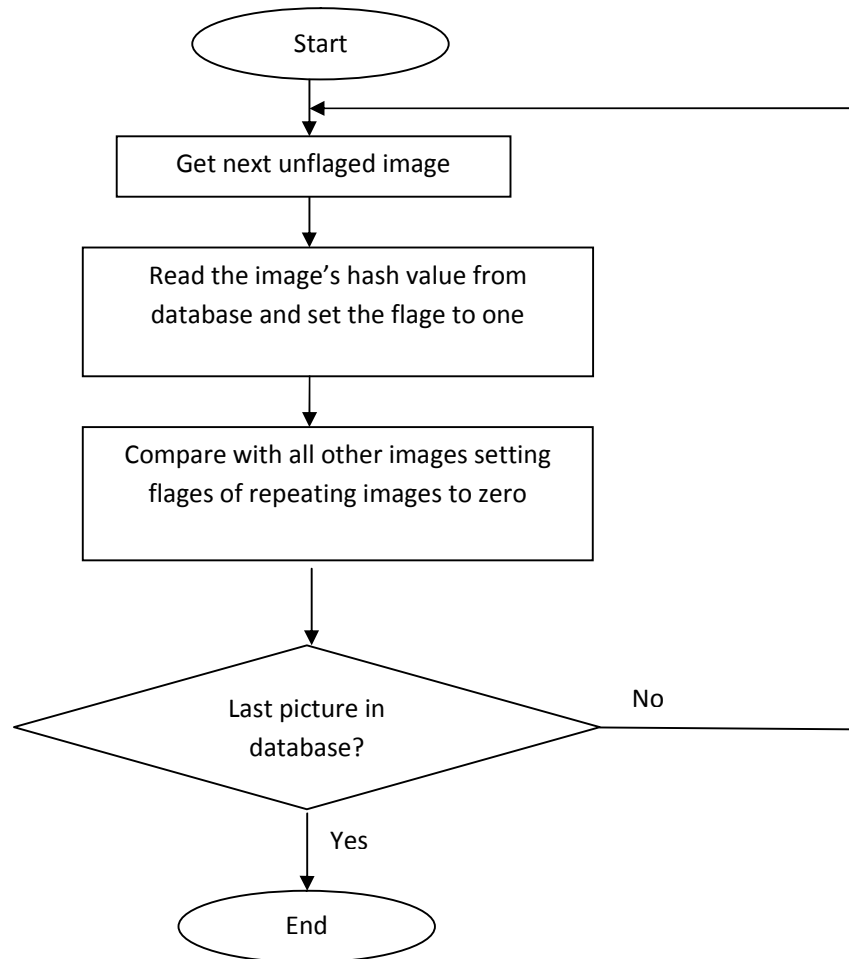 Start
Get next unflaged image
Read the image’s hash value from
database and set the flage to one
Compare with all other images setting
flages of repeating images to zero
Last picture in
database?
No
Yes
End